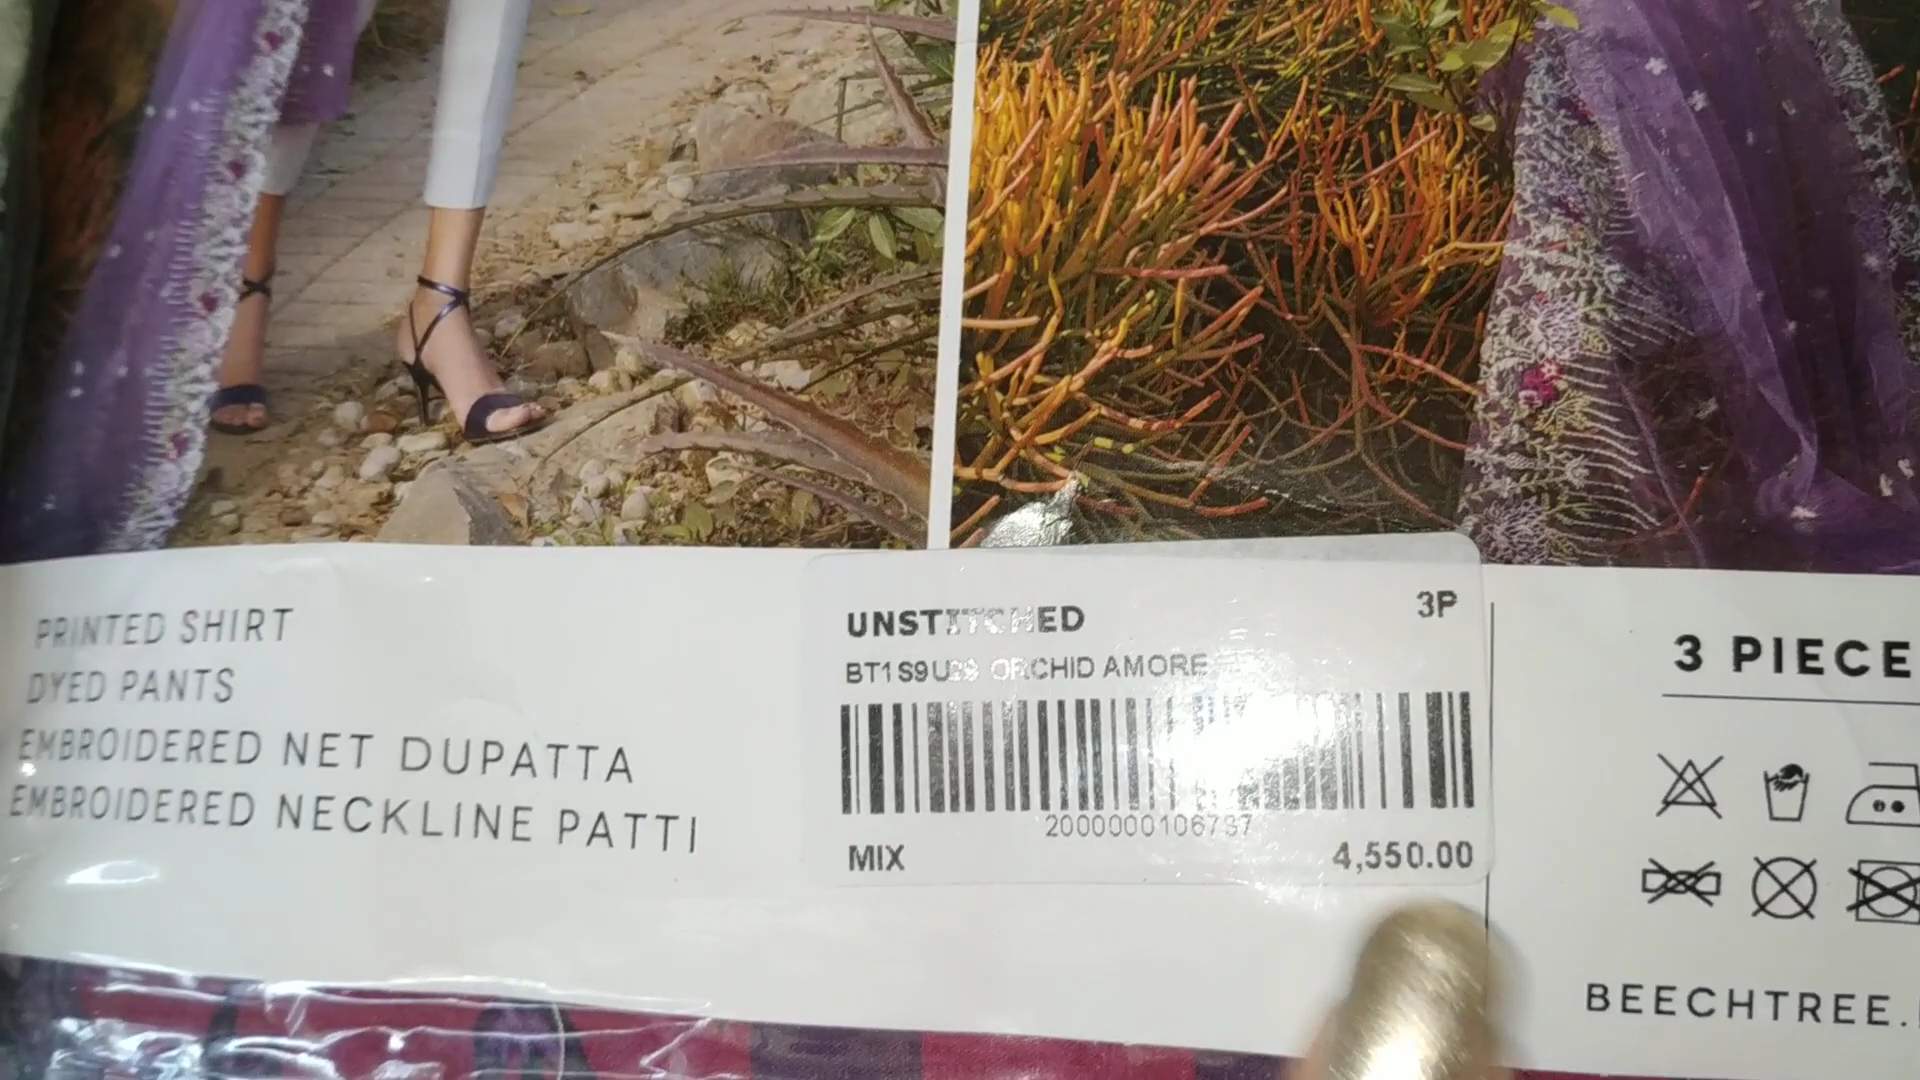 PRINTED SHIRT
DYED PANTS
EMBROIDERED NET DUPATTA
EMBROIDERED NECKLINE PATTI
UNSTITCHED
3P
ORCHID AMORE
2000000106787
MIX
4,550.00
3 PIECE
BEECHTREE.